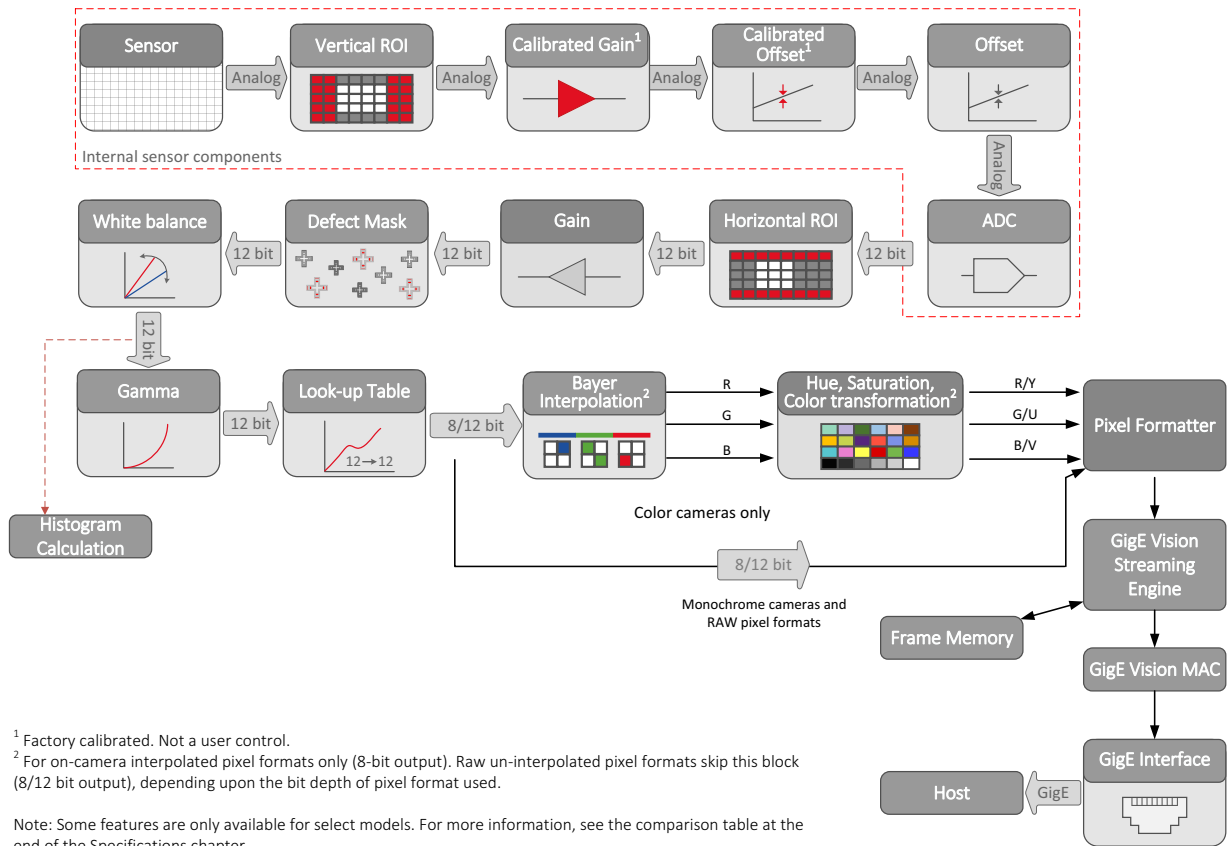 Sensor
Vertical ROI
Calibrated Gain¹
Calibrated
Offset¹
Offset
Analog
Analog
Analog
Analog
Internal sensor components
Analog
White balance
Defect Mask
Gain
Horizontal ROI
ADC
12 bit
12 bit
12 bit
12 bit
12 bit
Gamma
Look-up Table
Bayer
Interpolation²
Hue, Saturation,
Color transformation²
Pixel Formatter
12 bit
8/12 bit
12→12
R
G
B
R/Y
G/U
B/V
Color cameras only
Histogram
Calculation
8/12 bit
Monochrome cameras and
RAW pixel formats
GigE Vision
Streaming
Engine
Frame Memory
GigE Vision MAC
GigE Interface
Host
GigE
¹ Factory calibrated. Not a user control.
² For on-camera interpolated pixel formats only (8-bit output). Raw un-interpolated pixel formats skip this block
(8/12 bit output), depending upon the bit depth of pixel format used.
Note: Some features are only available for select models. For more information, see the comparison table at the
end of the Specifications chapter